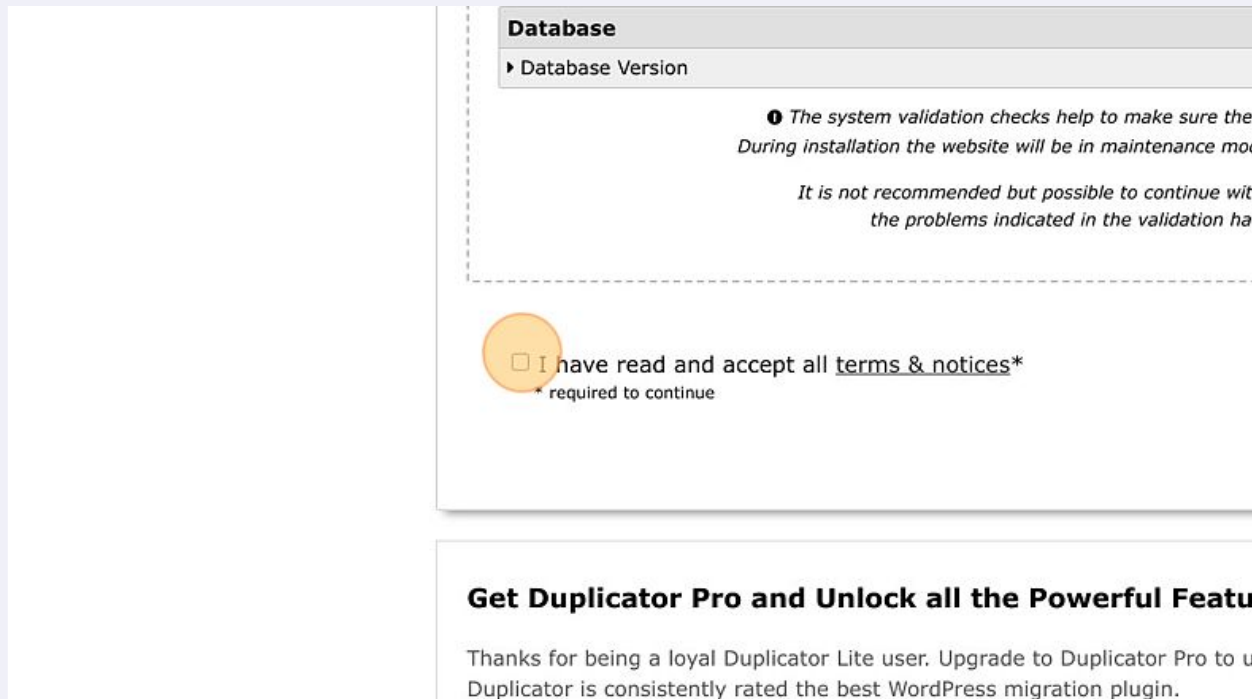 Database
Database Version
The system validation checks help to make sure the
During installation the website will be in maintenance mod
It is not recommended but possible to continue wit
the problems indicated in the validation ha
I have read and accept all terms & notices*
* required to continue
Get Duplicator Pro and Unlock all the Powerful Featu
Thanks for being a loyal Duplicator Lite user. Upgrade to Duplicator Pro to u
Duplicator is consistently rated the best WordPress migration plugin.